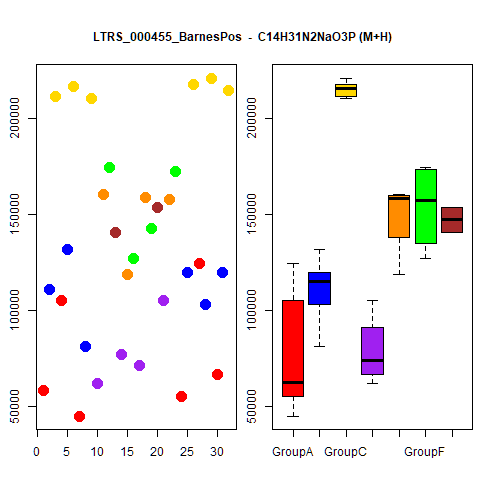 LTRS_000455_BarnesPos - C14H31N2NaO3P (M+H)
200000
150000
100000
50000
0 5 10 15 20 25 30
200000
150000
100000
50000
GroupA GroupC GroupF